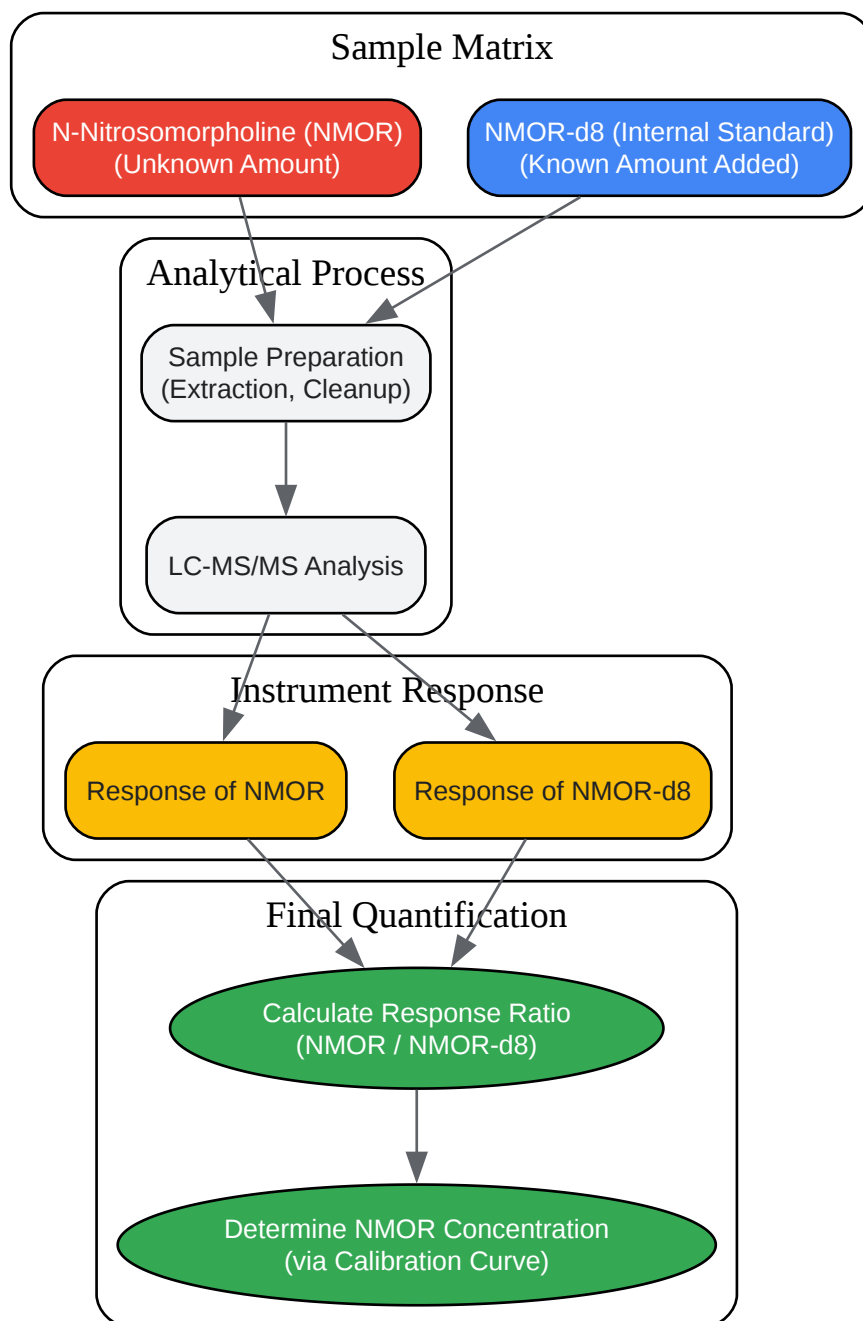 Sample Matrix
N-Nitrosomorpholine (NMOR)
(Unknown Amount)
NMOR-d8 (Internal Standard)
(Known Amount Added)
Analytical Process
Sample Preparation
(Extraction, Cleanup)
LC-MS/MS Analysis
Instrument Response
Response of NMOR
Response of NMOR-d8
Final Quantification
Calculate Response Ratio
(NMOR / NMOR-d8)
Determine NMOR Concentration
(via Calibration Curve)